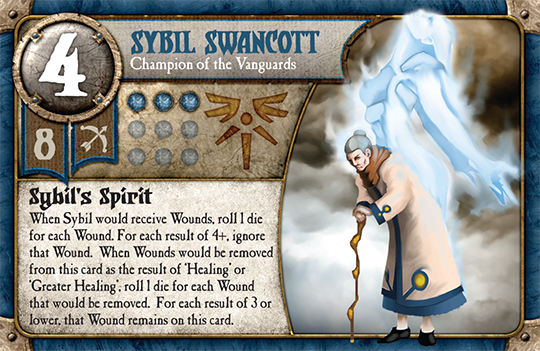 4
SYBIL SWANCOTT
Champion of the Vanguards
8
Sybil's Spirit
When Sybil would receive Wounds, roll 1 die
for each Wound. For each result of 4+, ignore
that Wound. When Wounds would be removed
from this card as the result of 'Healing' or
'Greater Healing', roll 1 die for each Wound
that would be removed. For each result of 3 or
lower, that Wound remains on this card.